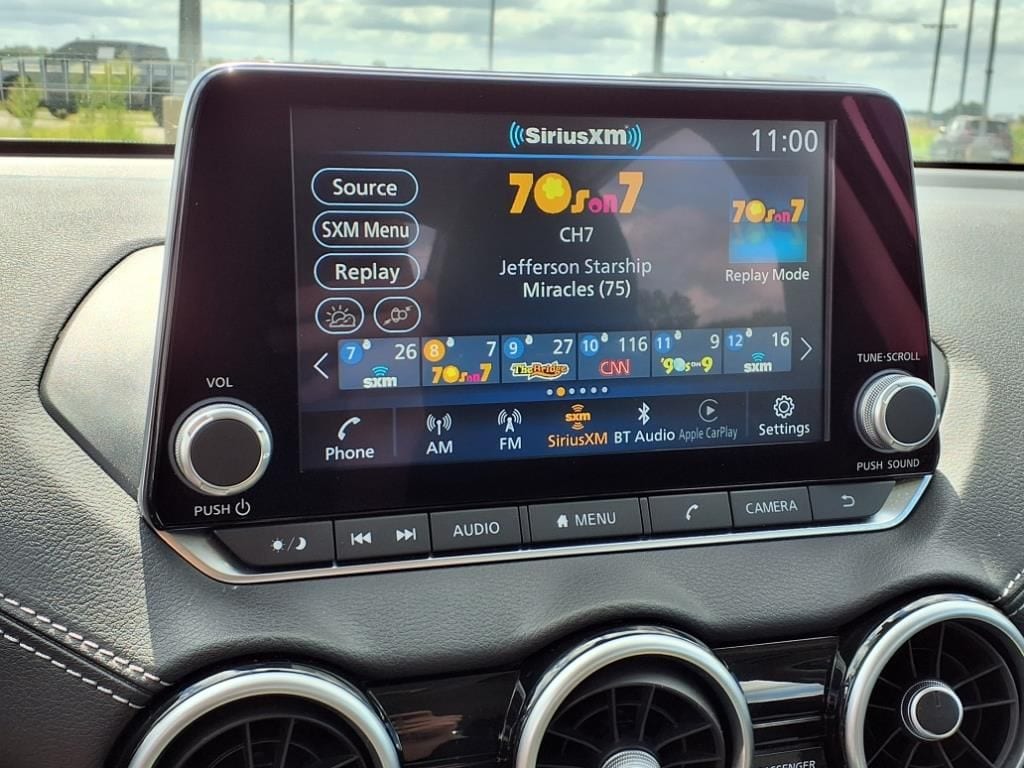 SiriusXM
11:00
Source
SXM Menu
Replay
70s on 7
CH7
Jefferson Starship
Miracles (75)
70s on 7
Replay Mode
7 26 sxm
8 7 70s on 7
9 27 The Bridge
10 116 CNN
11 9 '90s on 9
12 16 sxm
Phone
AM
FM
sxm
SiriusXM
BT Audio
Apple CarPlay
Settings
VOL
PUSH
TUNE·SCROLL
PUSH SOUND
AUDIO
MENU
CAMERA
PASSENGER